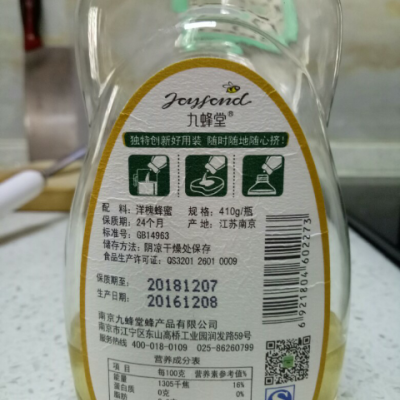 Joyfond
九蜂堂®
独特创新好用装 随时随地随心挤!
配 料: 洋槐蜂蜜 规 格: 410g/瓶
保质期: 24个月 产 地: 江苏南京
标准号: GB14963
储存方法: 阴凉干燥处保存
食品生产许可证: QS3201 2601 0009
保质期至: 20181207
生产日期: 20161208
南京九蜂堂蜂产品有限公司
南京市江宁区东山高桥工业园润发路59号
服务热线: 400-018-0109 025-86260799
营养成分表
项目 每100克 营养素参考值%
能量 1305千焦 16%
蛋白质 0克 0%
脂肪
6 921804 602273